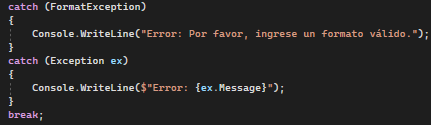 catch (FormatException)
{
    Console.WriteLine("Error: Por favor, ingrese un formato válido.");
}
catch (Exception ex)
{
    Console.WriteLine($"Error: {ex.Message}");
}
break;